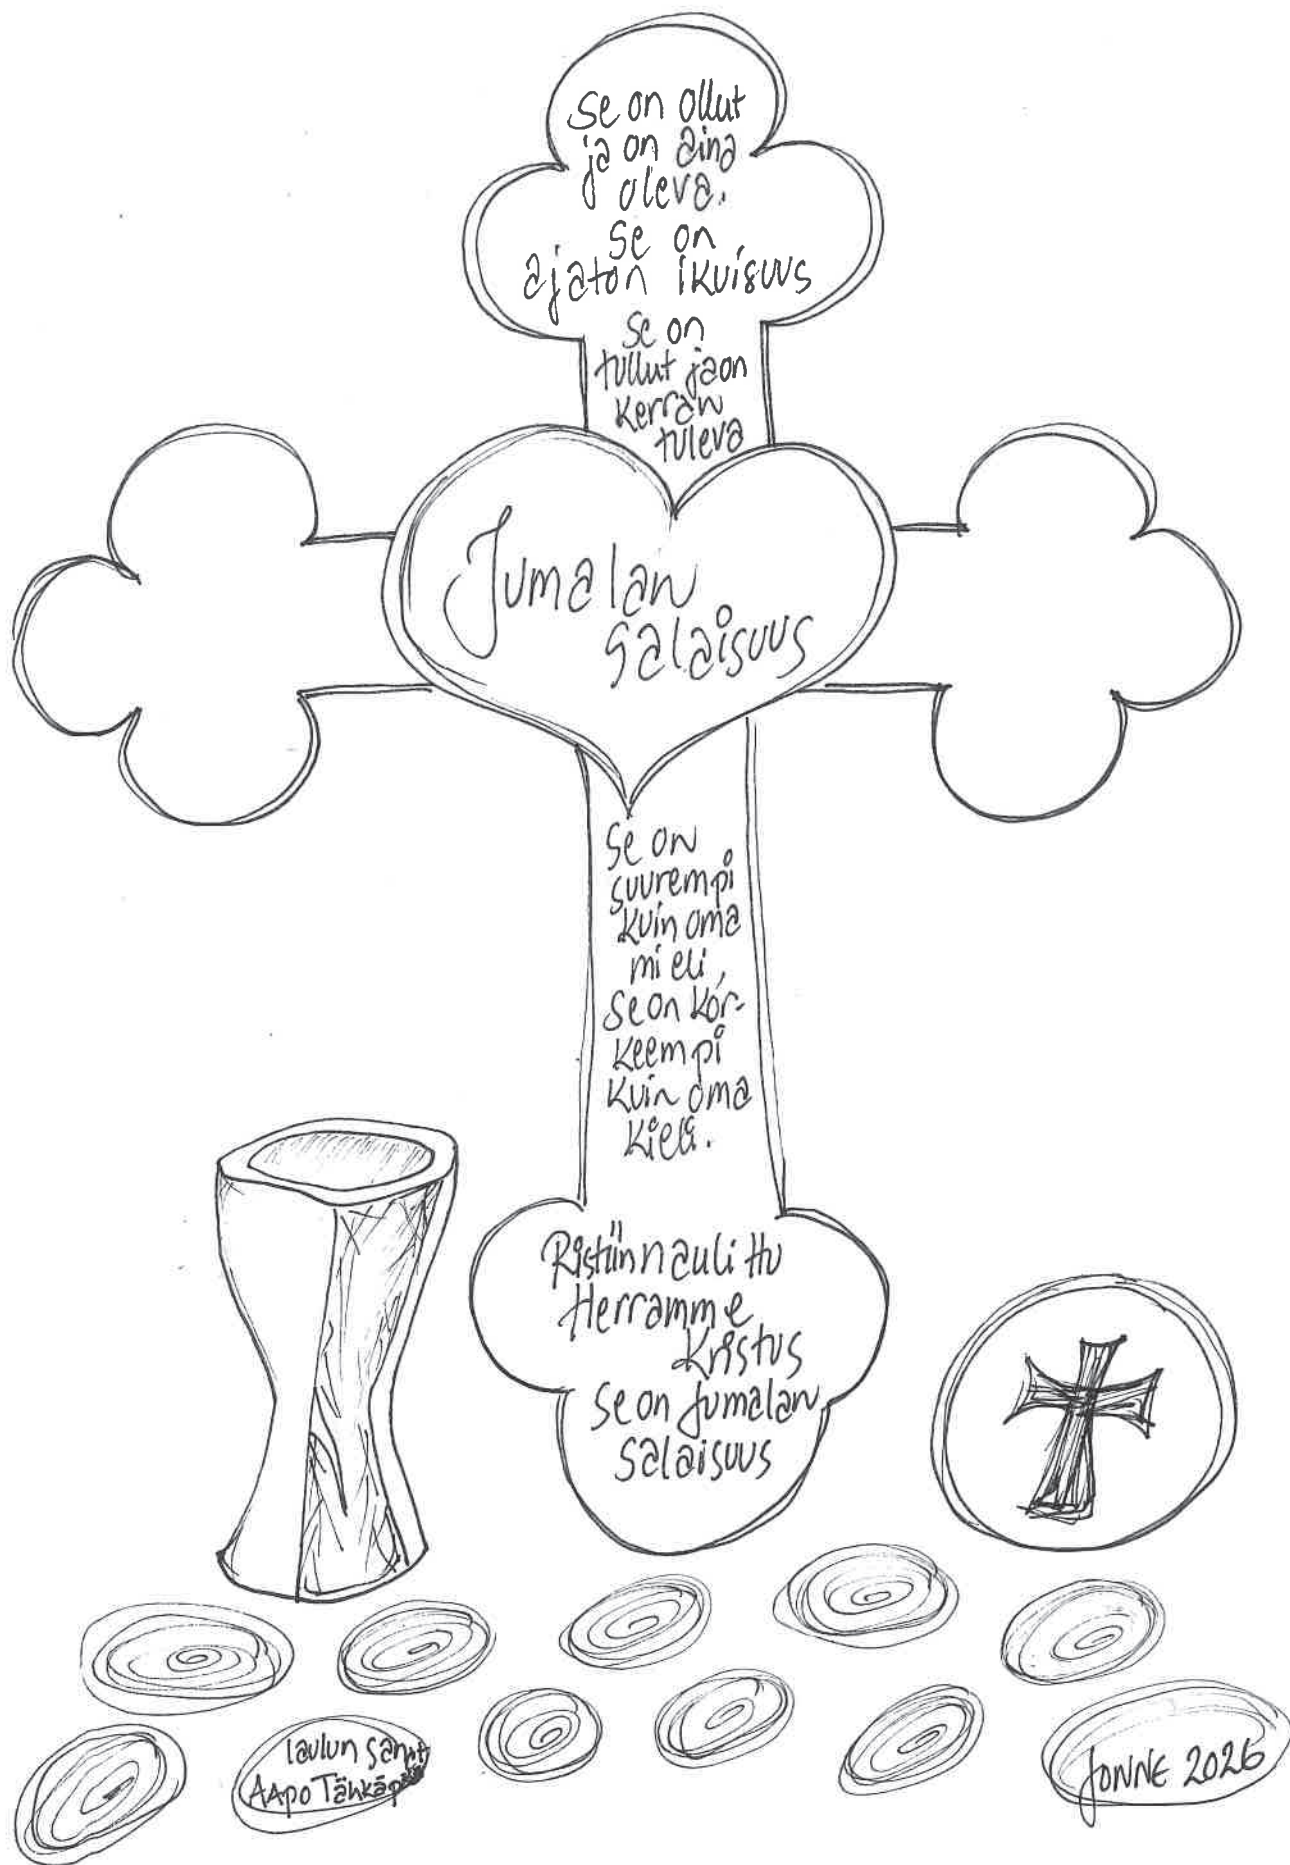 Se on ollut
ja on aina
oleva.
Se on
ajaton ikuisuus
Se on
tullut ja on
kerran
tuleva
Jumalan
salaisuus
Se on
suurempi
kuin oma
mieli,
se on kor-
keempi
kuin oma
kieli.
Ristiinnaulittu
Herramme
Kristus
se on Jumalan
salaisuus
laulun sanat
AApo Tähkäpää
JONNE 2026